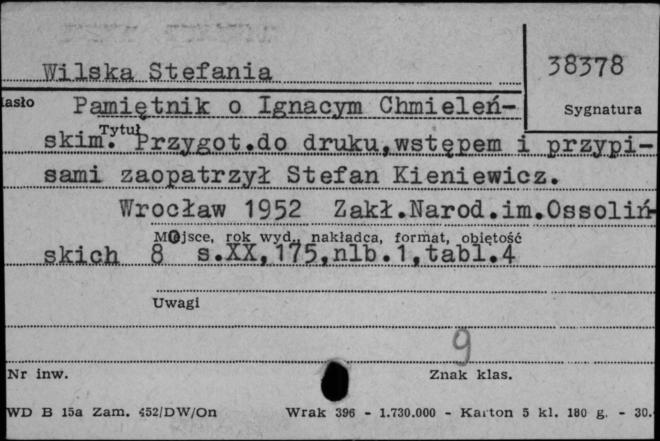 Wilska Stefania
38378
asło
Pamiętnik o Ignacym Chmieleń-
Sygnatura
Tytuł
skim. Przygot.do druku,wstępem i przypi-
sami zaopatrzył Stefan Kieniewicz.
Wrocław 1952 Zakł.Narod.im.Ossoliń-
Miejsce, rok wyd., nakładca, format, objętość
skich 8 s.XX,175,nlb.1,tabl.4
Uwagi
9
Nr inw.
Znak klas.
WD B 15a Zam. 452/DW/On Wrak 396 - 1.730.000 - Karton 5 kl. 180 g. - 30.